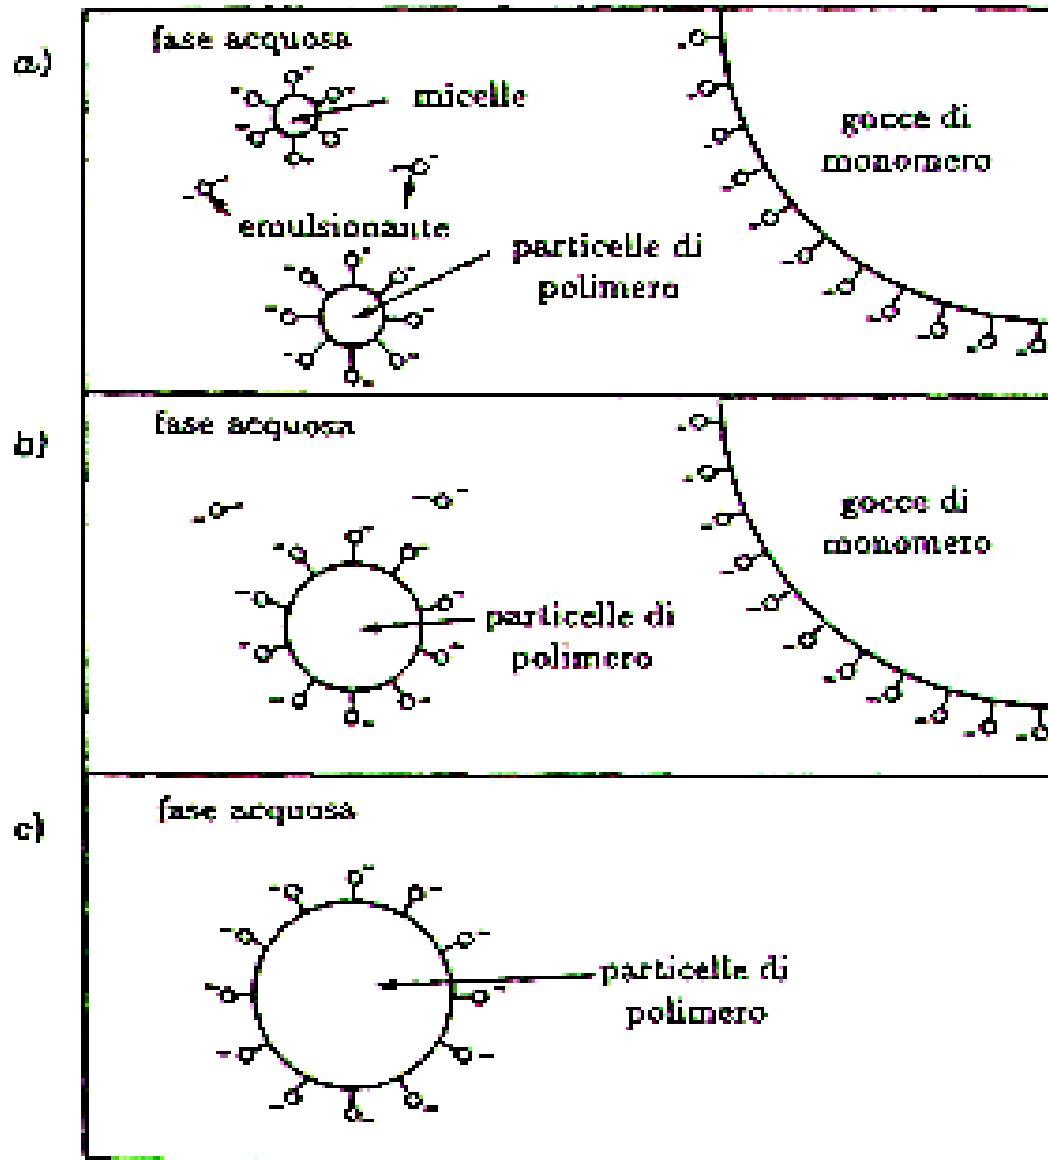 a)
fase acquosa
micelle
gocce di
monomero
emulsionante
particelle di
polimero
b)
fase acquosa
gocce di
monomero
particelle di
polimero
c)
fase acquosa
particelle di
polimero